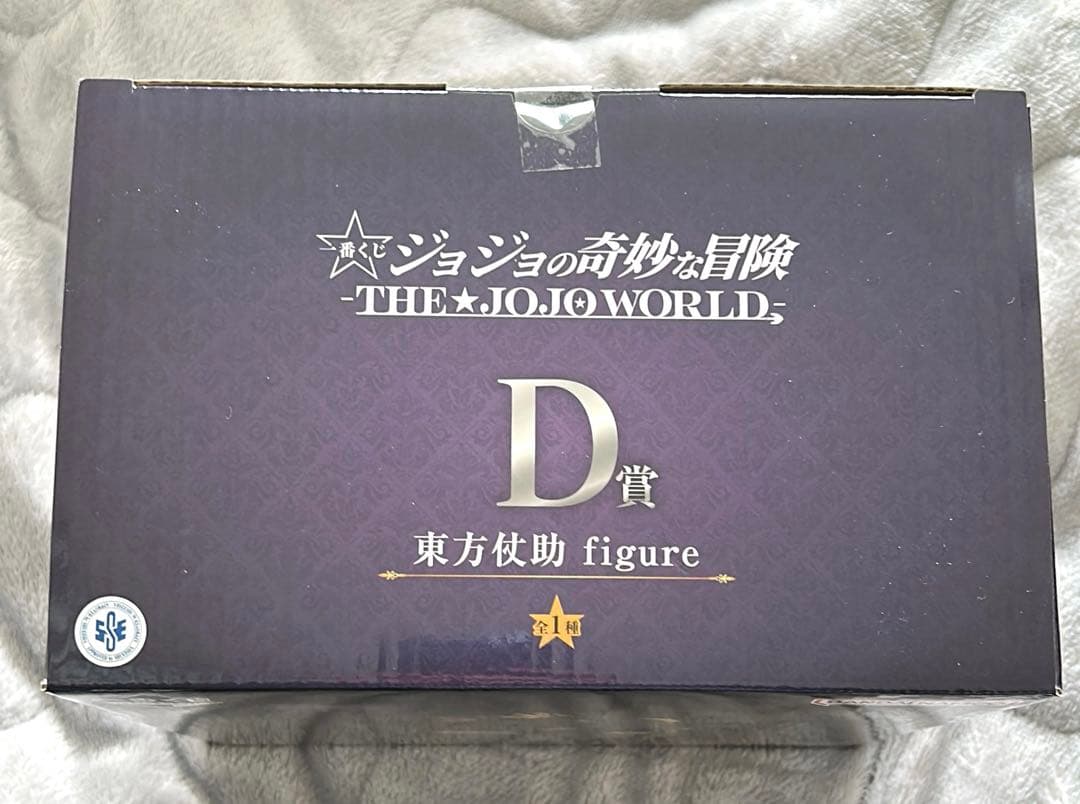 一番くじ ジョジョの奇妙な冒険
-THE★JOJO WORLD-
D賞
東方仗助 figure
全1種